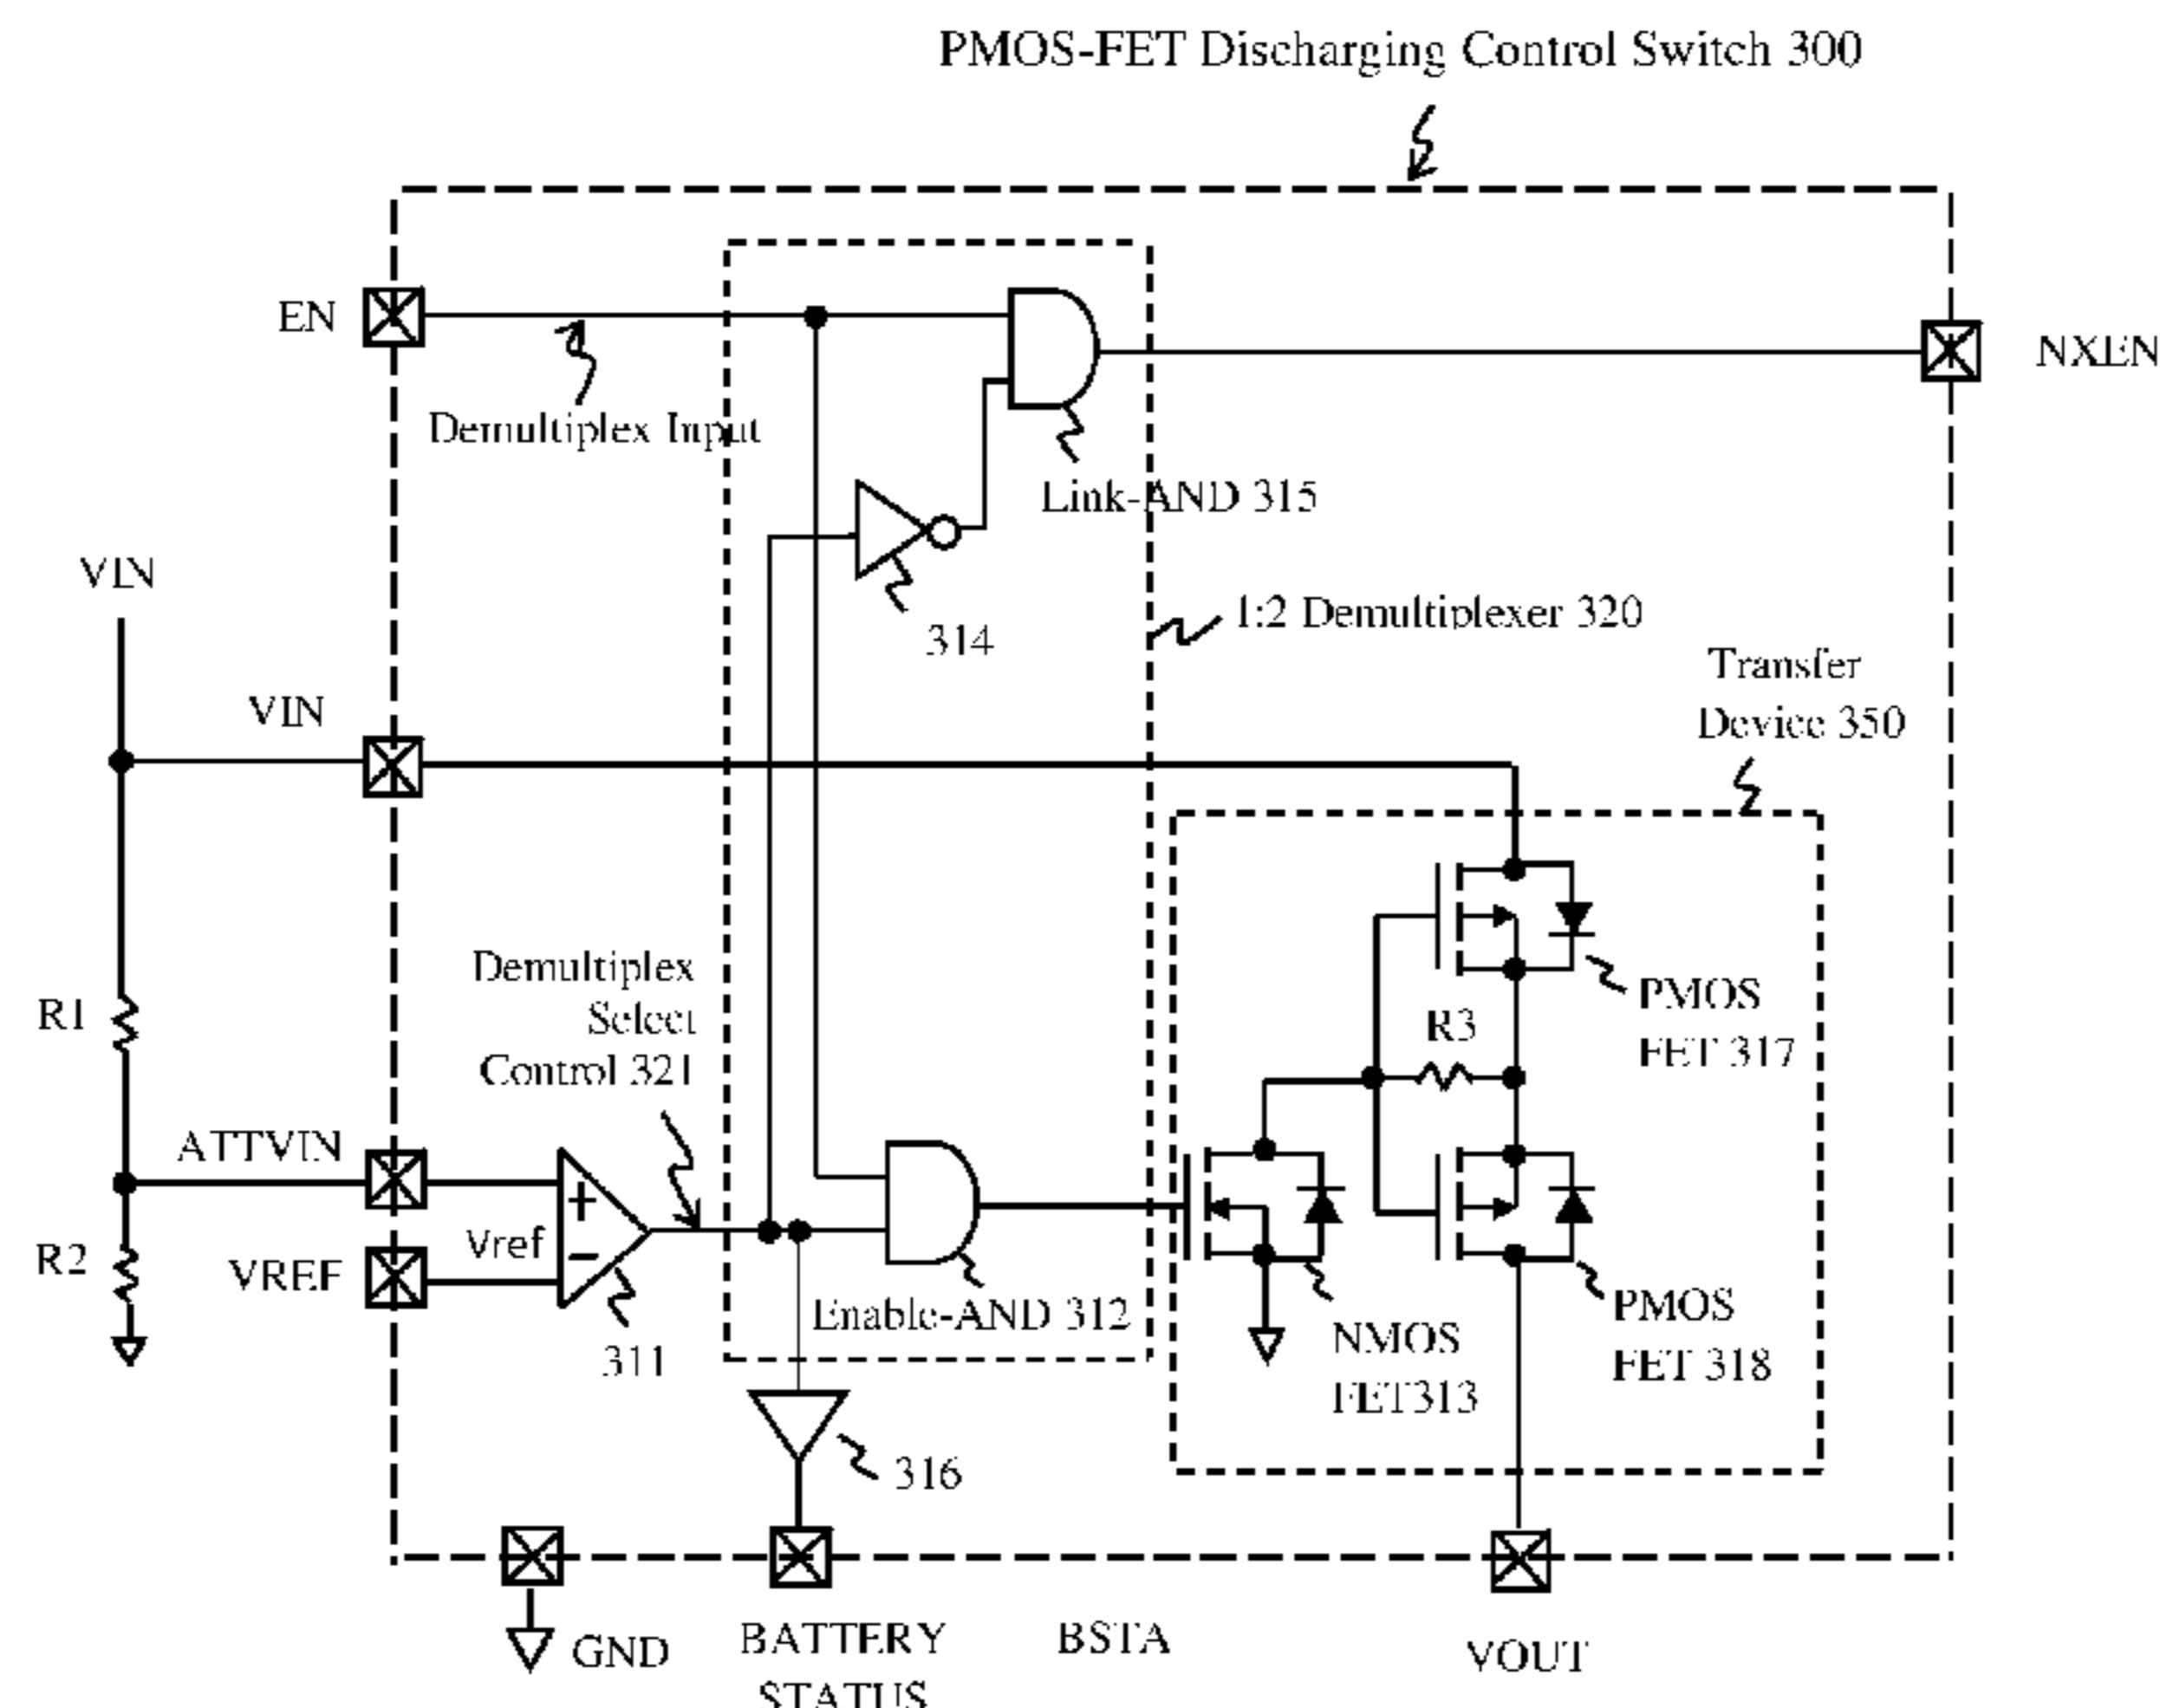 PMOS-FET Discharging Control Switch 300
EN
NXEN
Demultiplex Input
Link-AND 315
VIN
314
1:2 Demultiplexer 320
Transfer
Device 350
VIN
Demultiplex
Select
Control 321
R1
R3
PMOS
FET 317
ATTVIN
+
Vref
−
R2
VREF
Enable-AND 312
311
NMOS
FET313
PMOS
FET 318
316
GND
BATTERY
STATUS
BSTA
VOUT